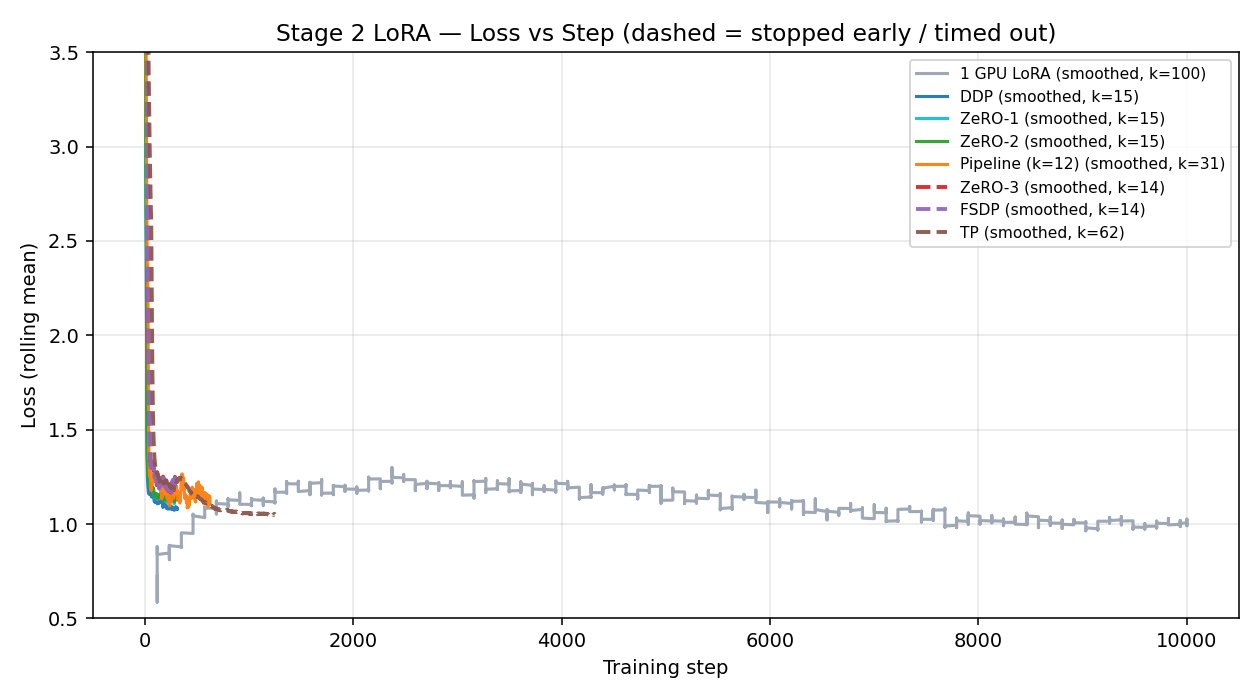 Stage 2 LoRA — Loss vs Step (dashed = stopped early / timed out)
3.5
3.0
2.5
2.0
1.5
1.0
0.5
Loss (rolling mean)
1 GPU LoRA (smoothed, k=100)
DDP (smoothed, k=15)
ZeRO-1 (smoothed, k=15)
ZeRO-2 (smoothed, k=15)
Pipeline (k=12) (smoothed, k=31)
ZeRO-3 (smoothed, k=14)
FSDP (smoothed, k=14)
TP (smoothed, k=62)
0 2000 4000 6000 8000 10000
Training step